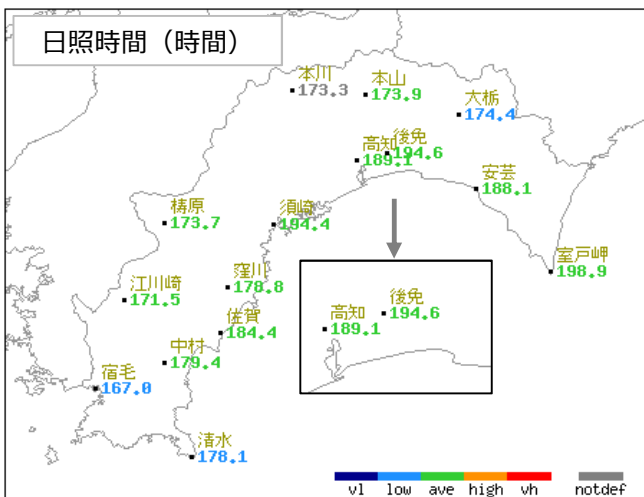 日照時間（時間）
本川
173.3
本山
173.9
大栃
174.4
高知
189.1
後免
194.6
安芸
188.1
梼原
173.7
須崎
194.4
室戸岬
198.9
江川崎
171.5
窪川
178.8
佐賀
184.4
高知
189.1
後免
194.6
中村
179.4
宿毛
167.0
清水
178.1
vl low ave high vh notdef